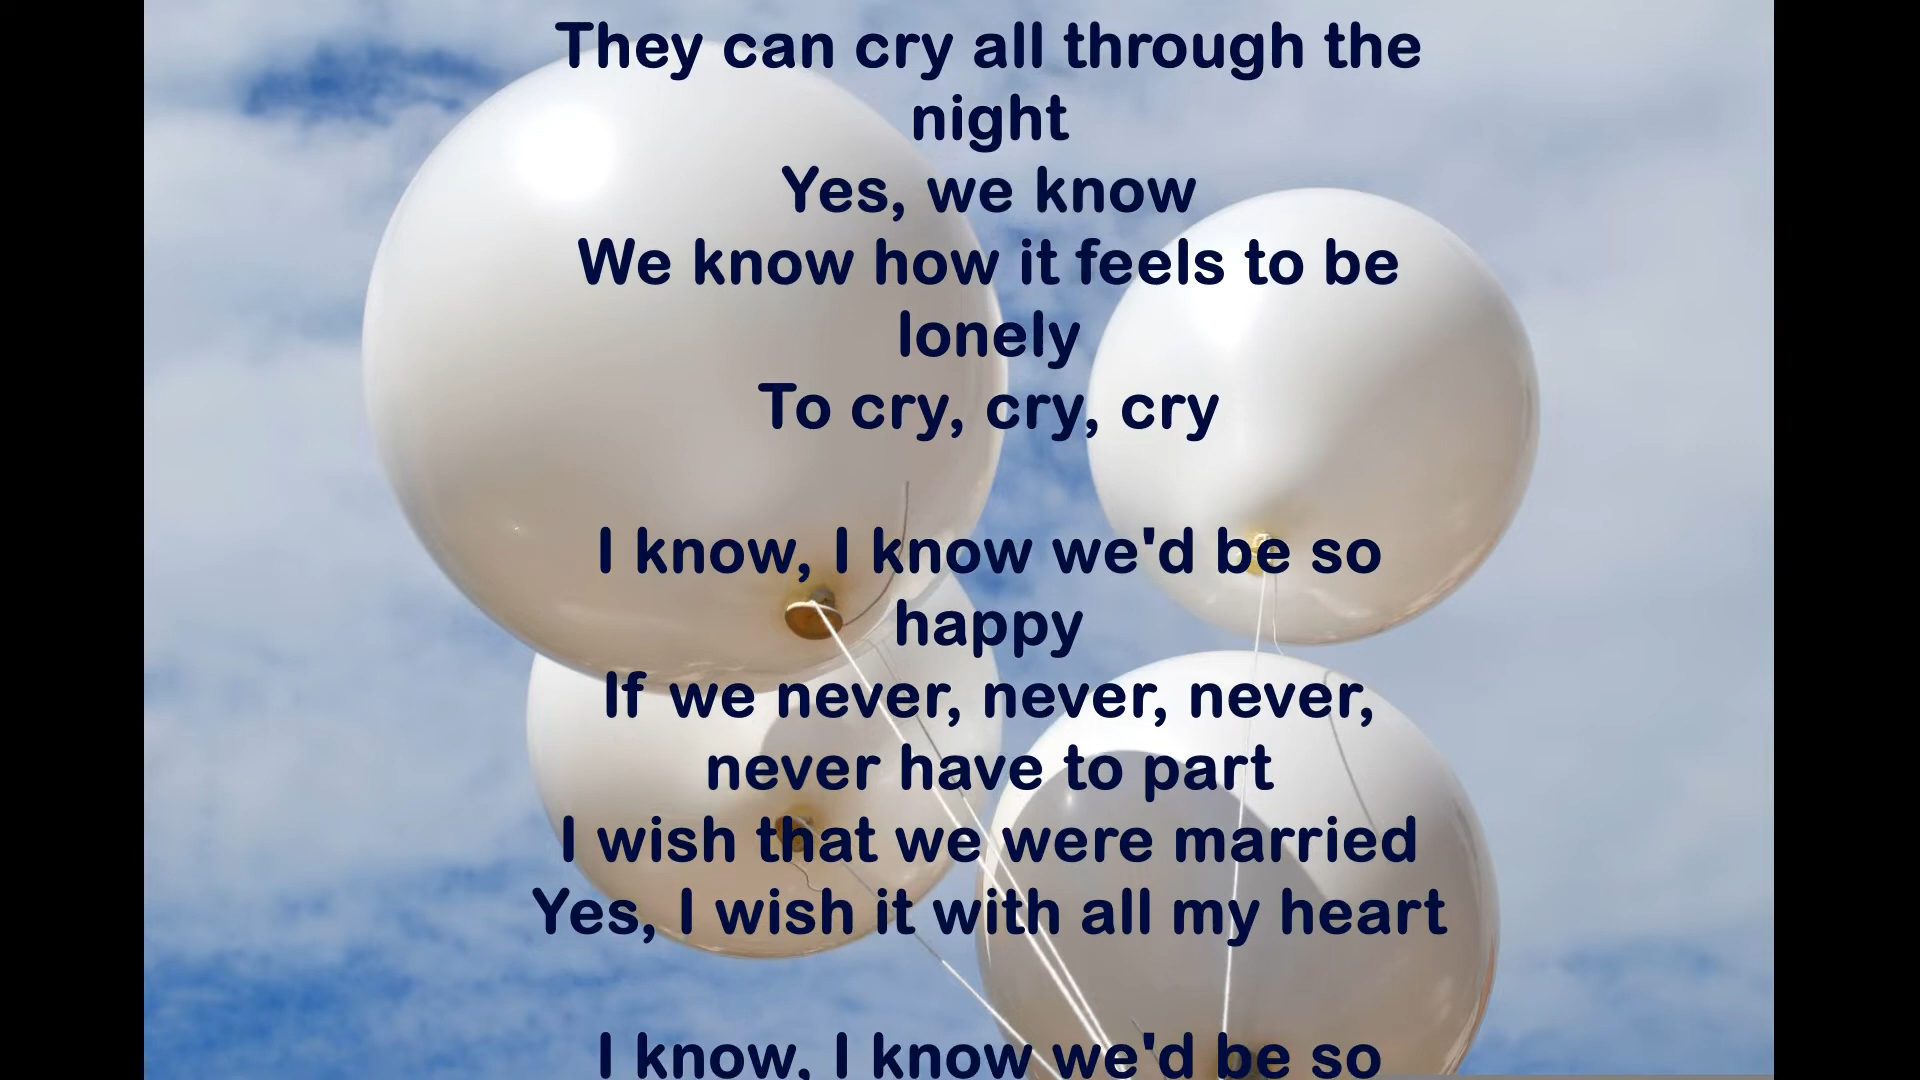 They can cry all through the
night
Yes, we know
We know how it feels to be
lonely
To cry, cry, cry
I know, I know we'd be so
happy
If we never, never, never,
never have to part
I wish that we were married
Yes, I wish it with all my heart
I know, I know we'd be so